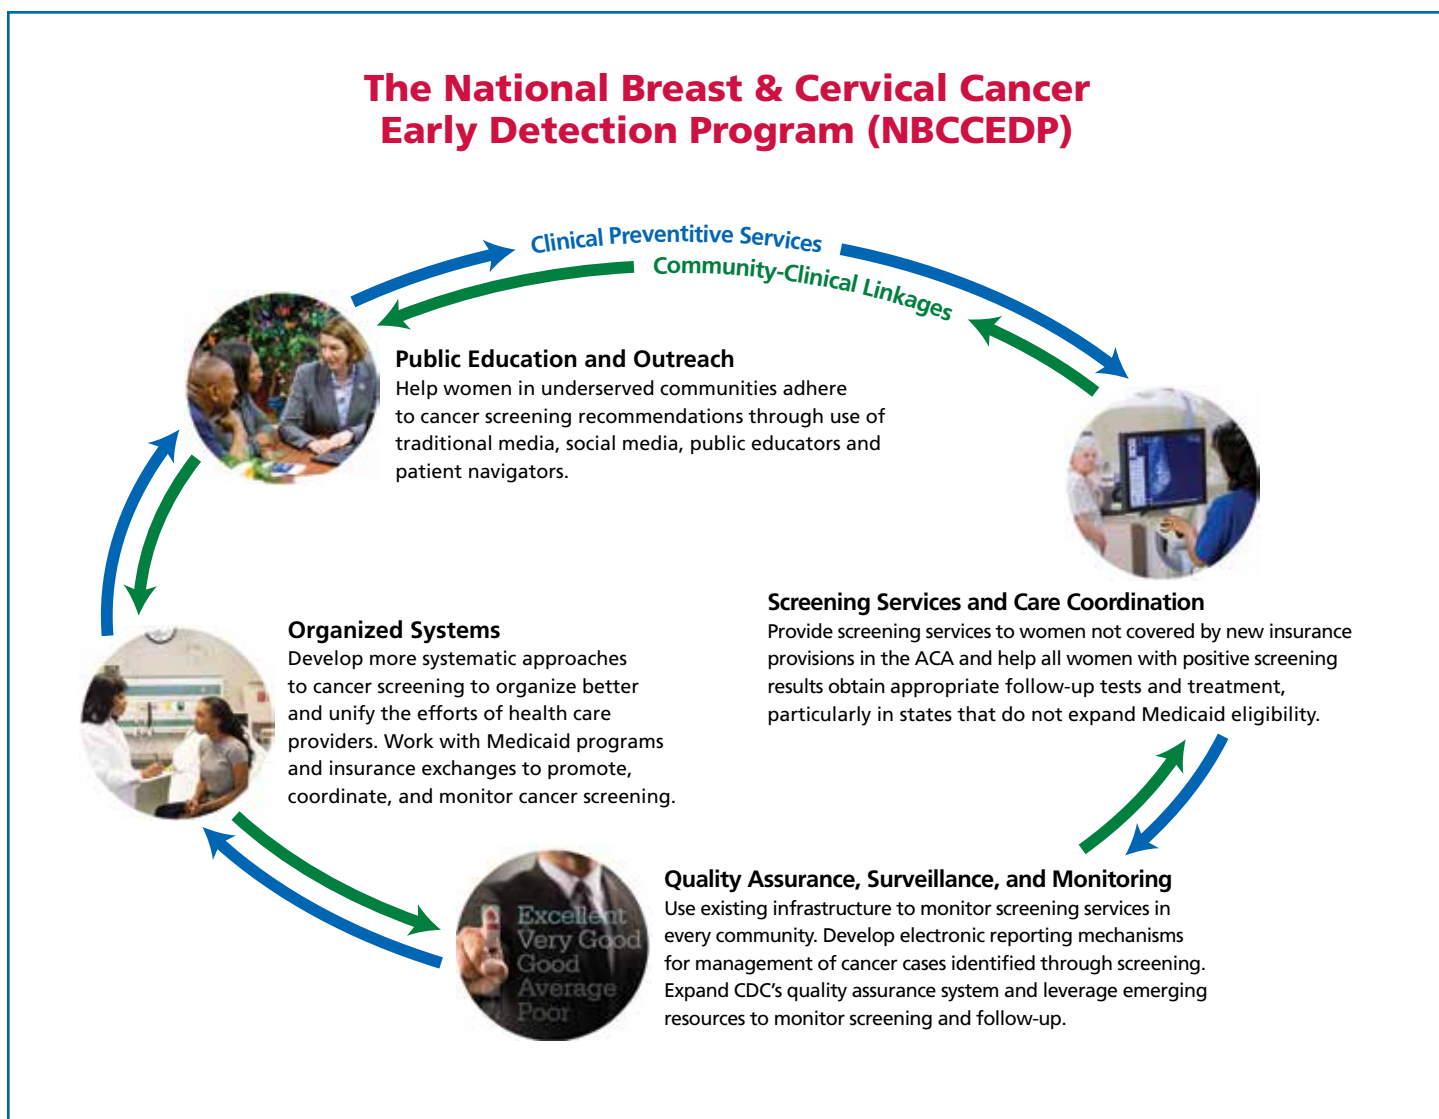 The National Breast & Cervical Cancer
Early Detection Program (NBCCEDP)
Clinical Preventitive Services
Community-Clinical Linkages
Public Education and Outreach
Help women in underserved communities adhere
to cancer screening recommendations through use of
traditional media, social media, public educators and
patient navigators.
Screening Services and Care Coordination
Provide screening services to women not covered by new insurance
provisions in the ACA and help all women with positive screening
results obtain appropriate follow-up tests and treatment,
particularly in states that do not expand Medicaid eligibility.
Organized Systems
Develop more systematic approaches
to cancer screening to organize better
and unify the efforts of health care
providers. Work with Medicaid programs
and insurance exchanges to promote,
coordinate, and monitor cancer screening.
Quality Assurance, Surveillance, and Monitoring
Use existing infrastructure to monitor screening services in
every community. Develop electronic reporting mechanisms
for management of cancer cases identified through screening.
Expand CDC's quality assurance system and leverage emerging
resources to monitor screening and follow-up.
Excellent
Very Good
Good
Average
Poor